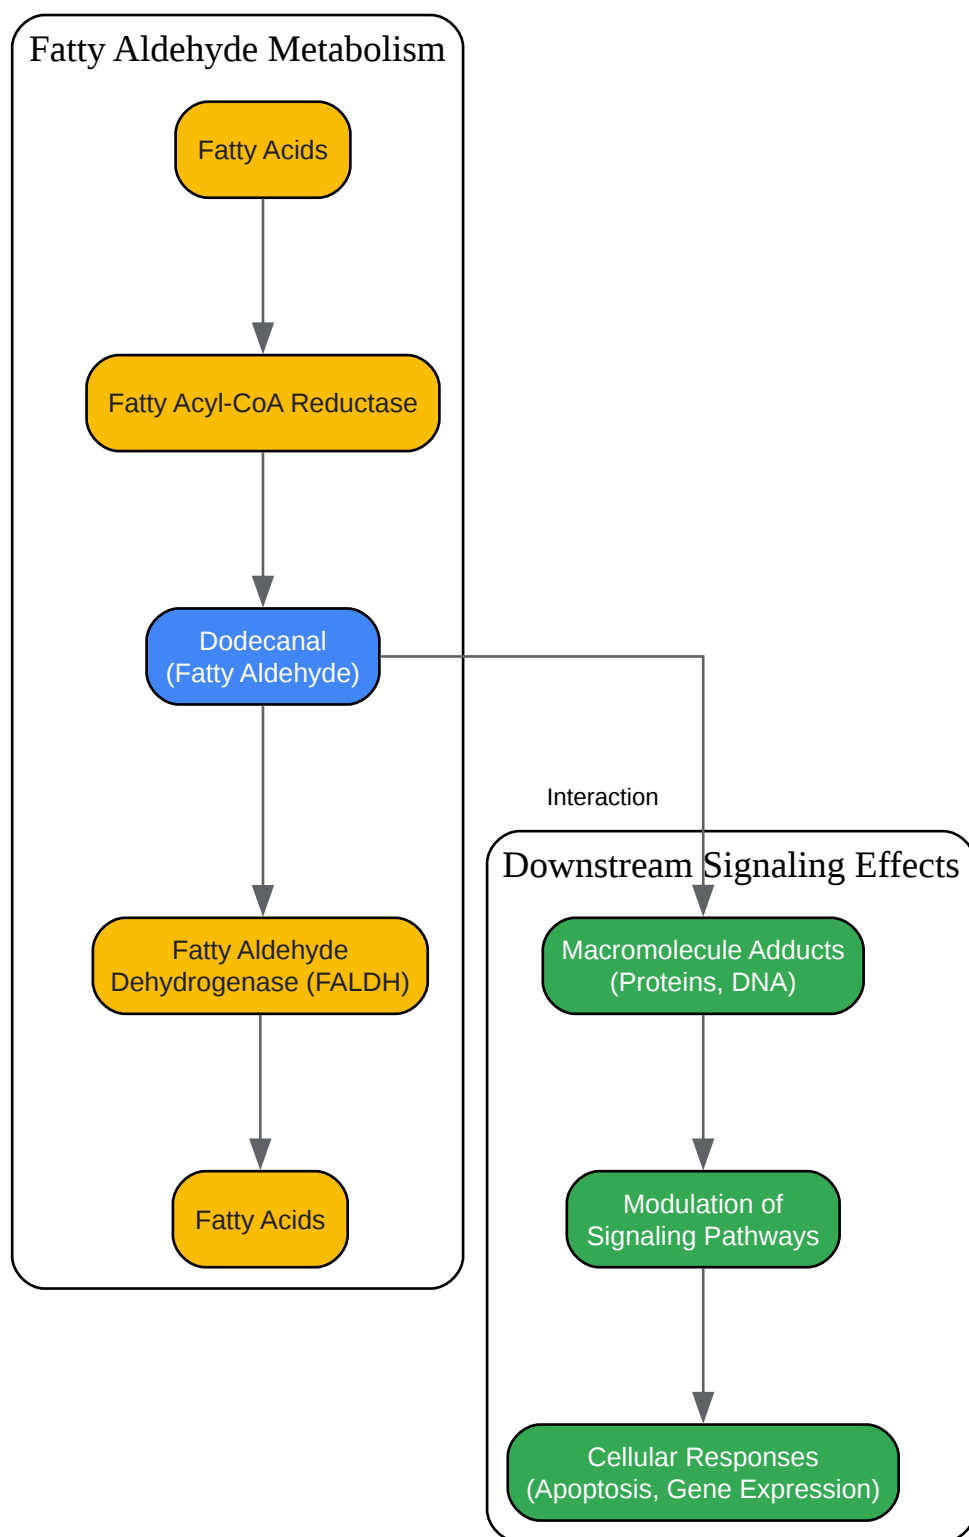 Fatty Aldehyde Metabolism
Fatty Acids
Fatty Acyl-CoA Reductase
Dodecanal
(Fatty Aldehyde)
Fatty Aldehyde
Dehydrogenase (FALDH)
Fatty Acids
Interaction
Downstream Signaling Effects
Macromolecule Adducts
(Proteins, DNA)
Modulation of
Signaling Pathways
Cellular Responses
(Apoptosis, Gene Expression)